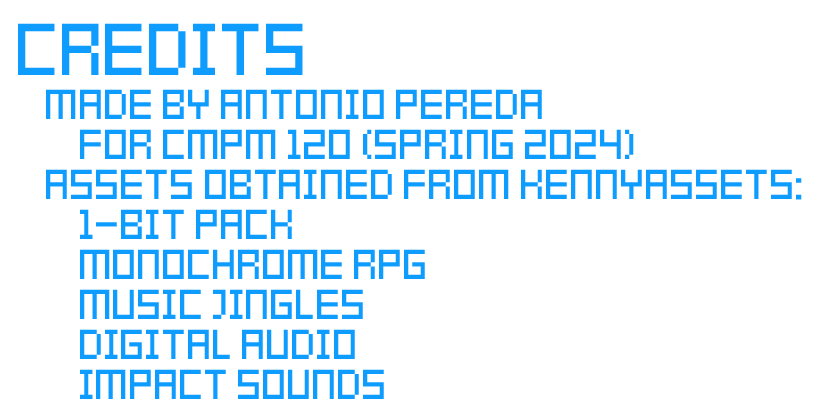 CREDITS
MADE BY ANTONIO PEREDA
FOR CMPM 120 (SPRING 2024)
ASSETS OBTAINED FROM KENNYASSETS:
1-BIT PACK
MONOCHROME RPG
MUSIC JINGLES
DIGITAL AUDIO
IMPACT SOUNDS